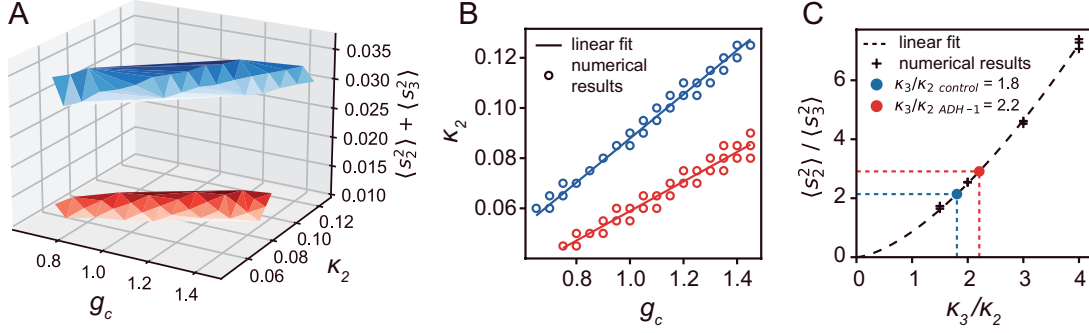 A
0.035
0.030
0.025
0.020
0.015
0.010
⟨s₂²⟩ + ⟨s₃²⟩
0.12
0.10
0.08
0.06
κ₂
0.8
1.0
1.2
1.4
g_c
B
linear fit
numerical
results
0.12
0.10
0.08
0.06
κ₂
0.8
1.0
1.2
1.4
g_c
C
linear fit
numerical results
κ₃/κ₂ control = 1.8
κ₃/κ₂ ADH-1 = 2.2
6
4
2
0
⟨s₂²⟩ / ⟨s₃²⟩
0
1
2
3
4
κ₃/κ₂